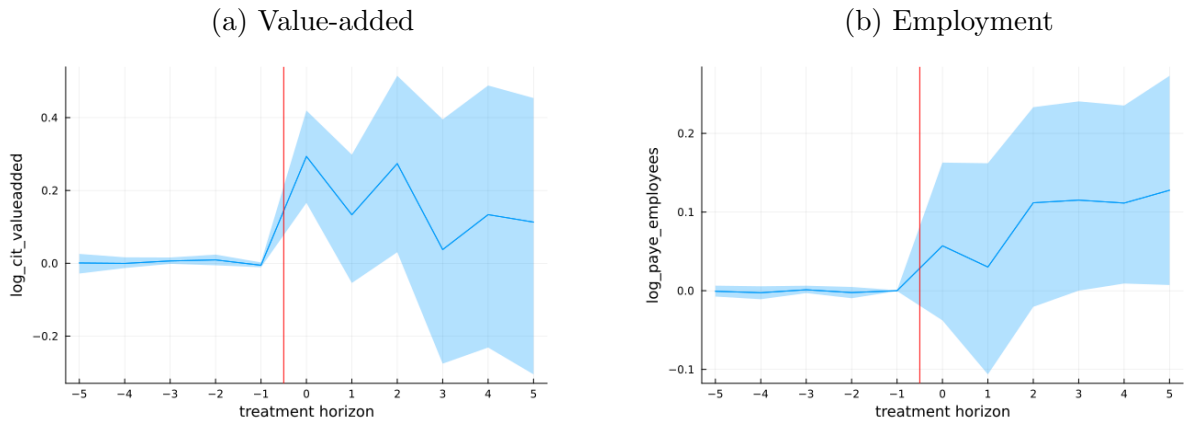 (a) Value-added
log_cit_valueadded
0.4
0.2
0.0
−0.2
−5 −4 −3 −2 −1 0 1 2 3 4 5
treatment horizon
(b) Employment
log_paye_employees
0.2
0.1
0.0
−0.1
−5 −4 −3 −2 −1 0 1 2 3 4 5
treatment horizon